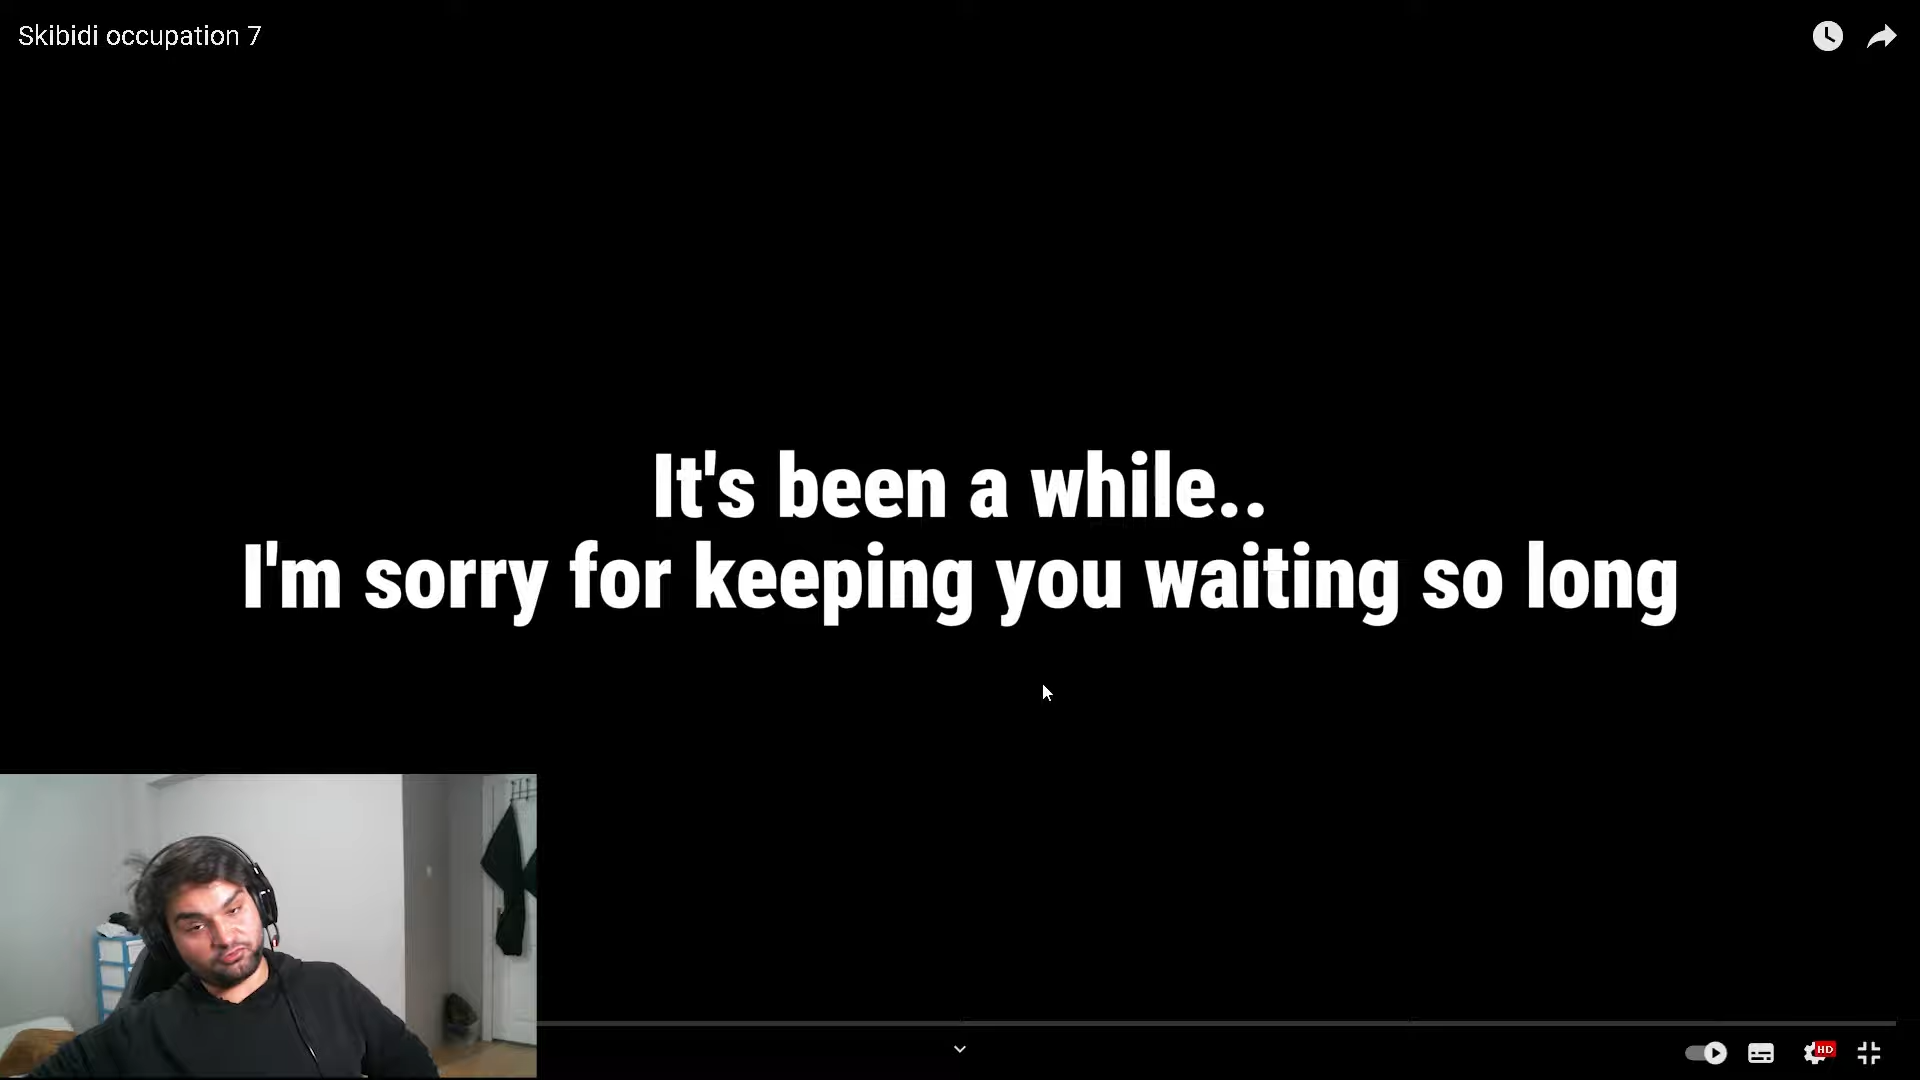 Skibidi occupation 7
It's been a while..
I'm sorry for keeping you waiting so long
HD